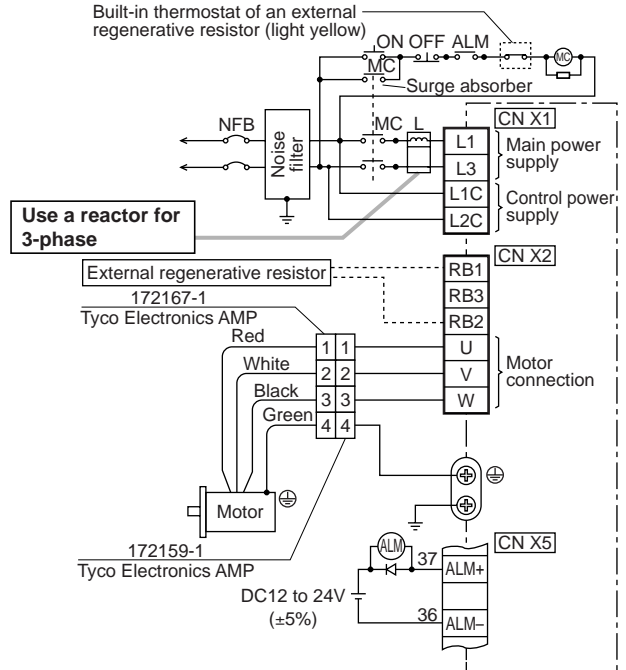 Built-in thermostat of an external
regenerative resistor (light yellow)
ON OFF ALM
MC
MC
Surge absorber
NFB
Noise
filter
MC L
CN X1
L1
L3
L1C
L2C
Main power
supply
Control power
supply
Use a reactor for
3-phase
CN X2
External regenerative resistor
RB1
RB3
RB2
U
V
W
Motor
connection
172167-1
Tyco Electronics AMP
Red
White
Black
Green
1 1
2 2
3 3
4 4
Motor
172159-1
Tyco Electronics AMP
CN X5
ALM
37
ALM+
DC12 to 24V
(±5%)
36
ALM–